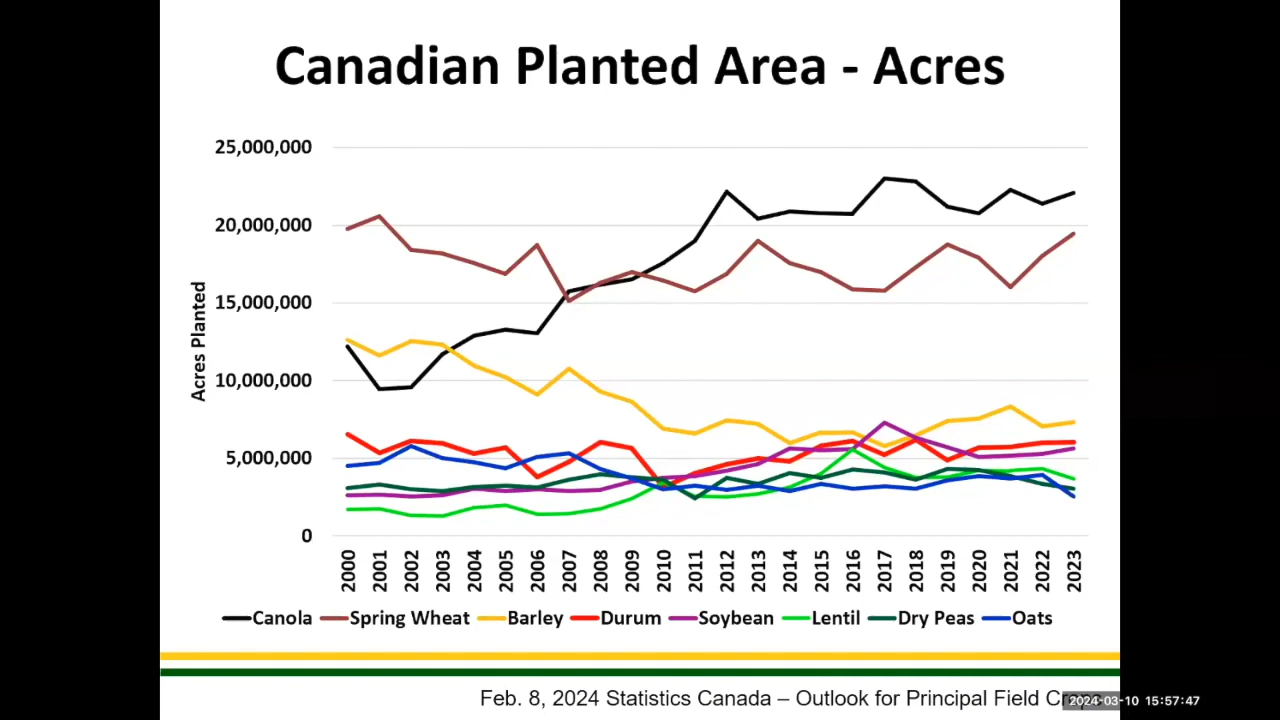 Canadian Planted Area - Acres
25,000,000
20,000,000
15,000,000
10,000,000
5,000,000
0
Acres Planted
2000 2001 2002 2003 2004 2005 2006 2007 2008 2009 2010 2011 2012 2013 2014 2015 2016 2017 2018 2019 2020 2021 2022 2023
Canola Spring Wheat Barley Durum Soybean Lentil Dry Peas Oats
Feb. 8, 2024 Statistics Canada – Outlook for Principal Field Crops
2024-03-10 15:57:47